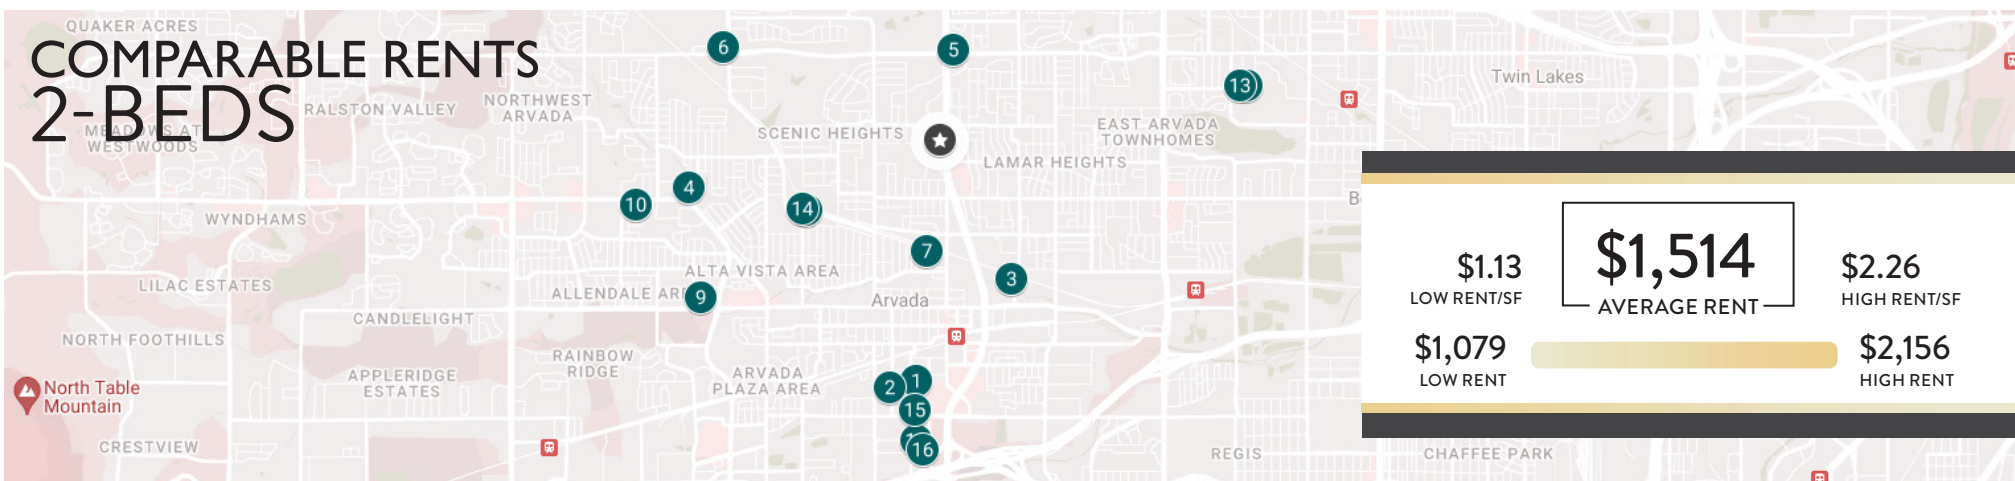 QUAKER ACRES
COMPARABLE RENTS
2-BEDS
MEADOWS AT
WESTWOODS
RALSTON VALLEY
NORTHWEST
ARVADA
6
5
13
Twin Lakes
SCENIC HEIGHTS
EAST ARVADA
TOWNHOMES
LAMAR HEIGHTS
4
10
14
WYNDHAMS
7
3
LILAC ESTATES
ALTA VISTA AREA
ALLENDALE AR
9
Arvada
CANDLELIGHT
NORTH FOOTHILLS
RAINBOW
RIDGE
APPLERIDGE
ESTATES
ARVADA
PLAZA AREA
North Table
Mountain
2
1
15
16
CRESTVIEW
REGIS
CHAFFEE PARK
$1.13
LOW RENT/SF
$1,514
AVERAGE RENT
$2.26
HIGH RENT/SF
$1,079
LOW RENT
$2,156
HIGH RENT